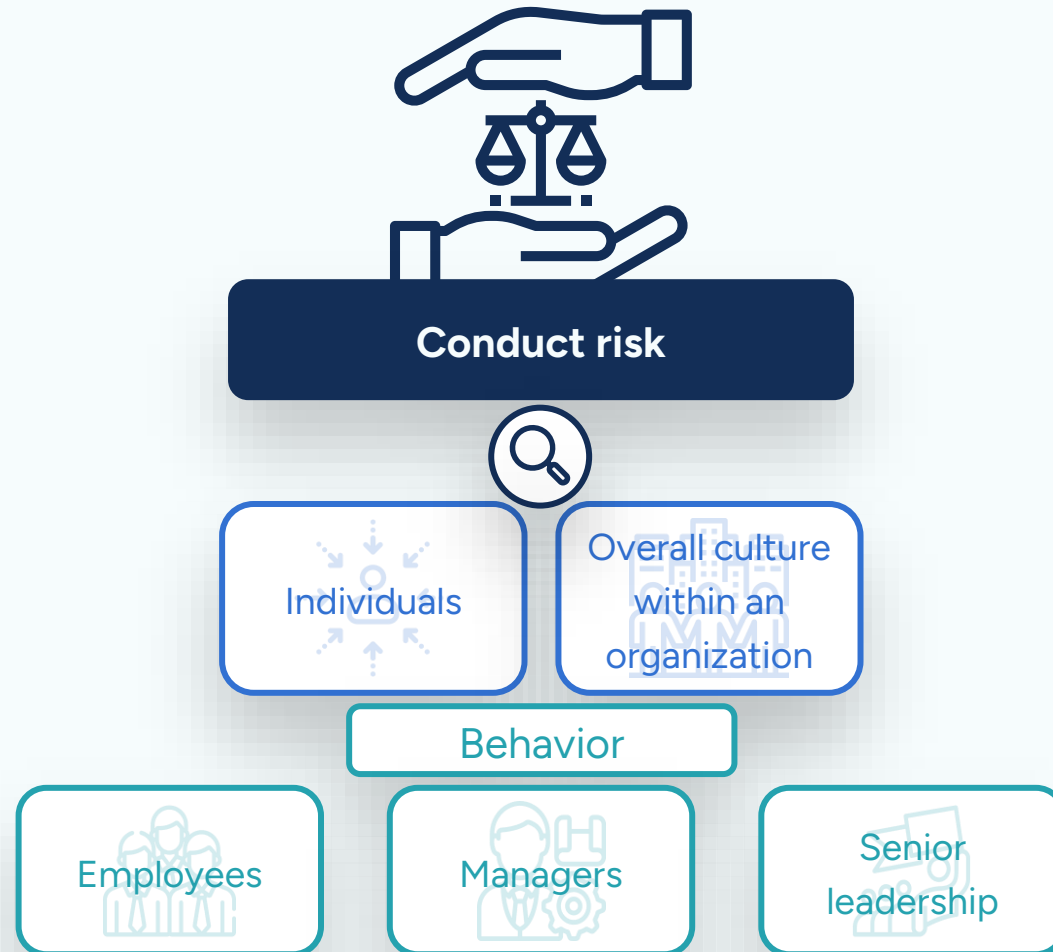 Conduct risk
Individuals
Overall culture
within an
organization
Behavior
Employees
Managers
Senior
leadership